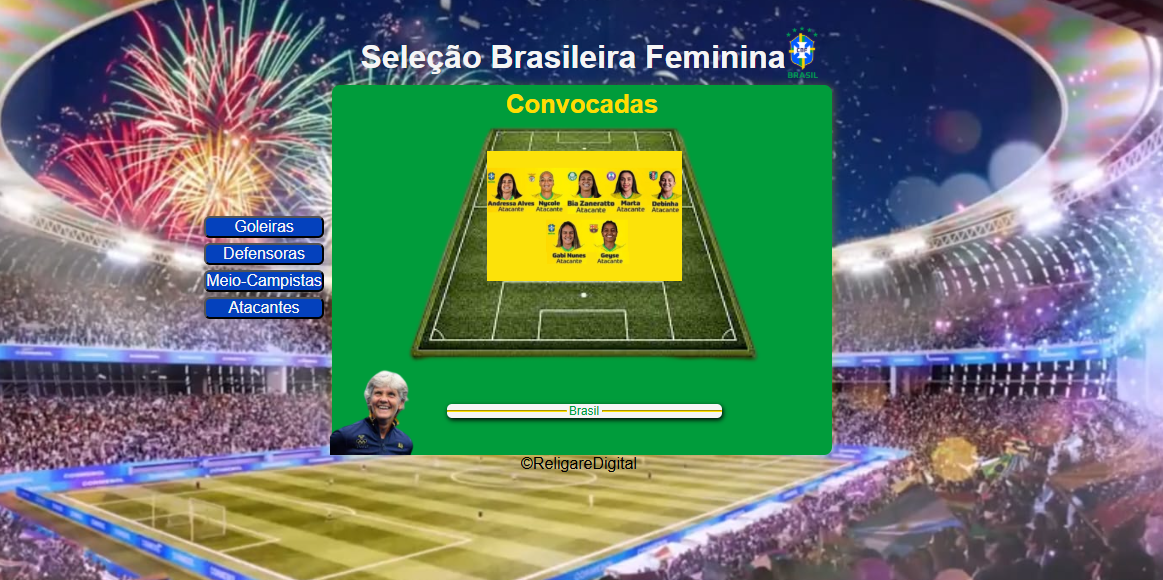 Seleção Brasileira Feminina
CBF
BRASIL
Convocadas
Andressa Alves Nycole Bia Zaneratto Marta Debinha
Atacante Atacante Atacante Atacante Atacante
Gabi Nunes Geyse
Atacante Atacante
Goleiras
Defensoras
Meio-Campistas
Atacantes
Brasil
©ReligareDigital